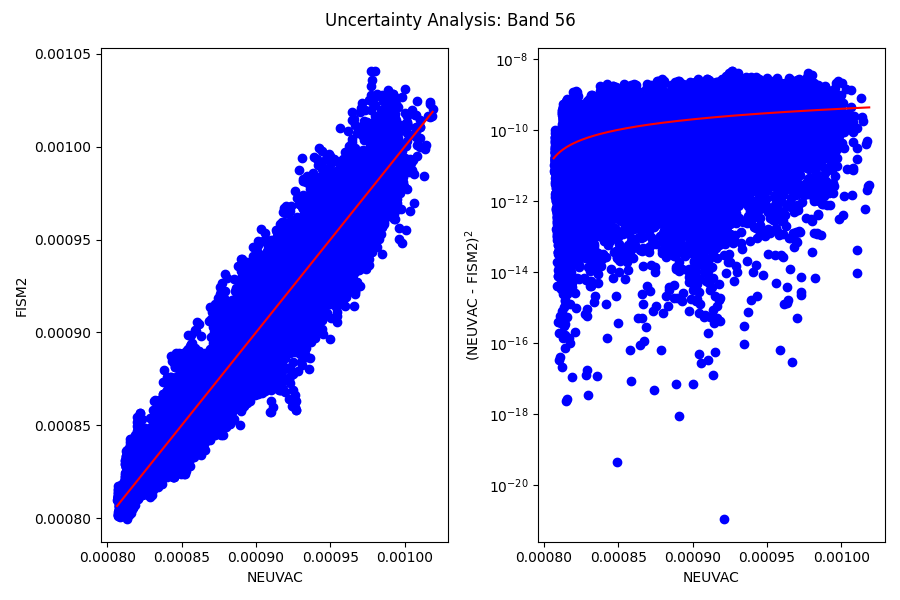 Uncertainty Analysis: Band 56
0.00105
0.00100
0.00095
0.00090
0.00085
0.00080
FISM2
0.00080 0.00085 0.00090 0.00095 0.00100
NEUVAC
10⁻⁸
10⁻¹⁰
10⁻¹²
10⁻¹⁴
10⁻¹⁶
10⁻¹⁸
10⁻²⁰
(NEUVAC - FISM2)²
0.00080 0.00085 0.00090 0.00095 0.00100
NEUVAC